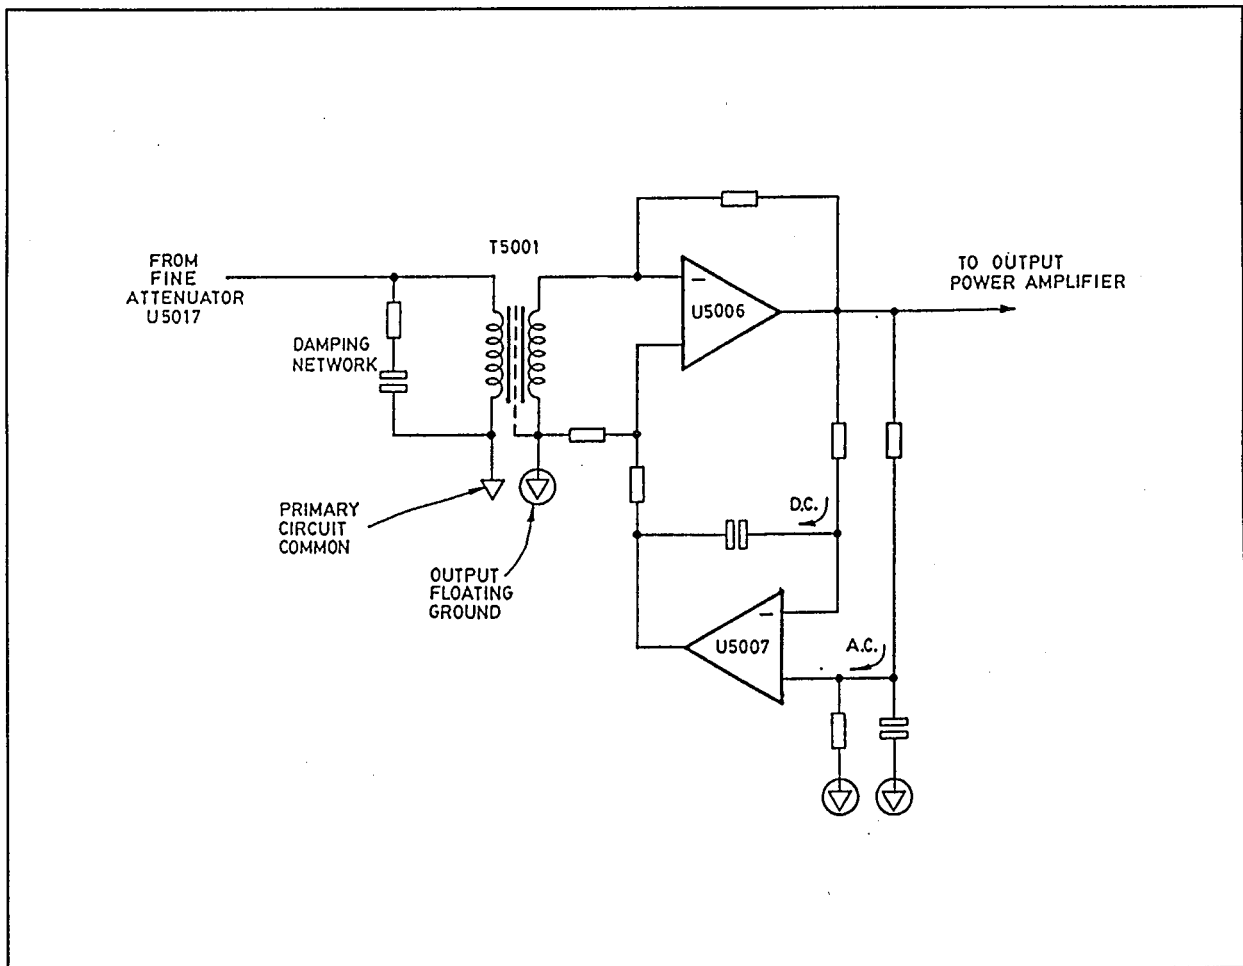 T5001
FROM
FINE
ATTENUATOR
U5017
DAMPING
NETWORK
–
U5006
TO OUTPUT
POWER AMPLIFIER
PRIMARY
CIRCUIT
COMMON
OUTPUT
FLOATING
GROUND
D.C.
–
U5007
A.C.